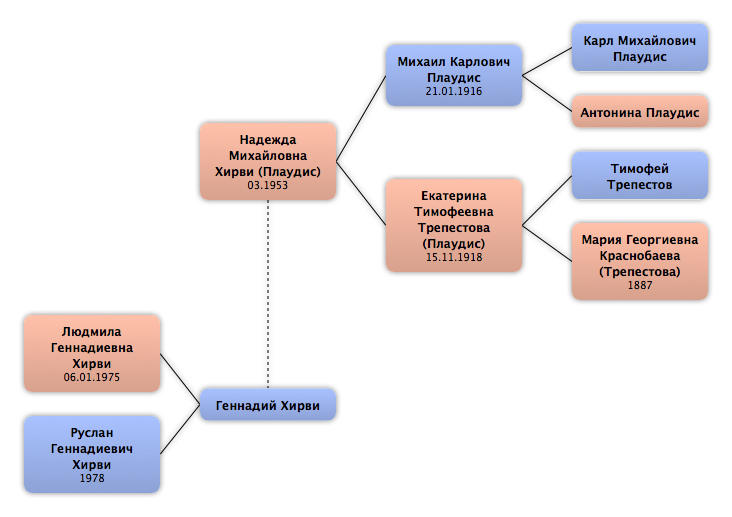 Карл Михайлович
Плаудис
Михаил Карлович
Плаудис
21.01.1916
Антонина Плаудис
Надежда
Михайловна
Хирви (Плаудис)
03.1953
Тимофей
Трепестов
Екатерина
Тимофеевна
Трепестова
(Плаудис)
15.11.1918
Мария Георгиевна
Краснобаева
(Трепестова)
1887
Людмила
Геннадиевна
Хирви
06.01.1975
Геннадий Хирви
Руслан
Геннадиевич
Хирви
1978